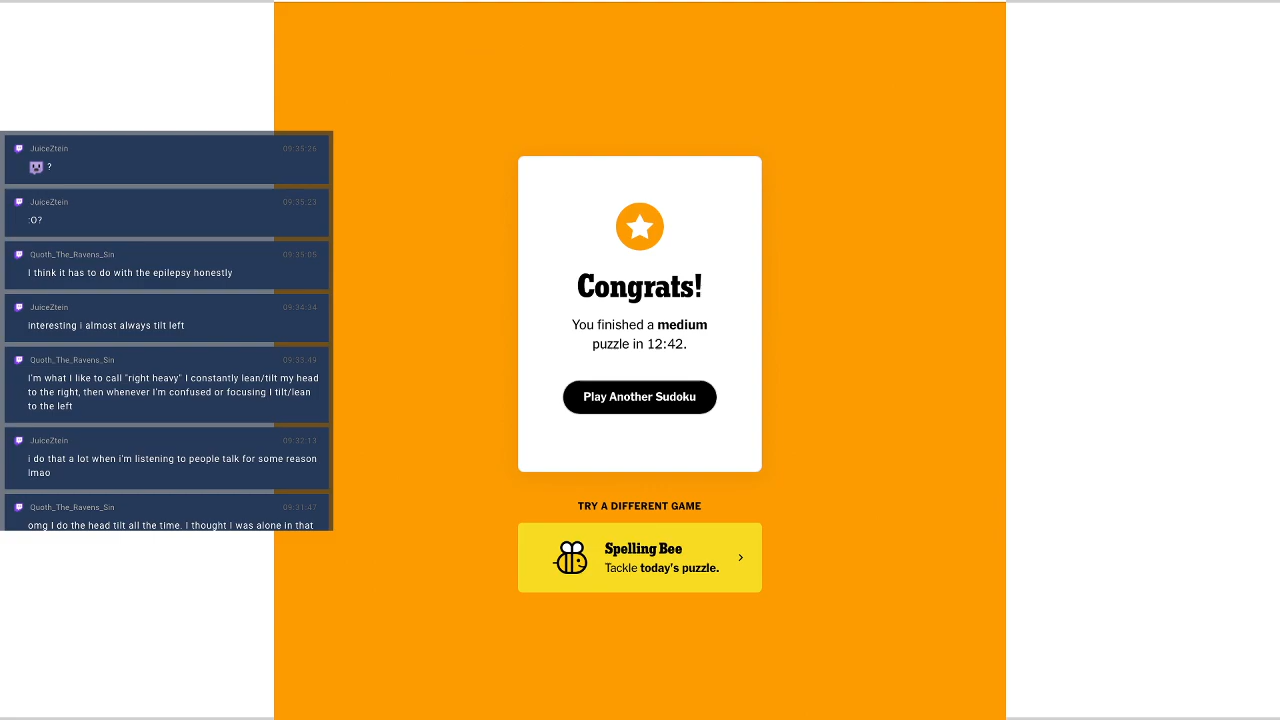 JuiceZtein 09:35:26
?
JuiceZtein 09:35:23
:O?
Quoth_The_Ravens_Sin 09:35:05
I think it has to do with the epilepsy honestly
JuiceZtein 09:34:34
interesting i almost always tilt left
Quoth_The_Ravens_Sin 09:33:49
I'm what I like to call "right heavy" I constantly lean/tilt my head
to the right, then whenever I'm confused or focusing I tilt/lean
to the left
JuiceZtein 09:32:13
i do that a lot when i'm listening to people talk for some reason
lmao
Quoth_The_Ravens_Sin 09:31:47
omg I do the head tilt all the time. I thought I was alone in that
Congrats!
You finished a medium
puzzle in 12:42.
Play Another Sudoku
TRY A DIFFERENT GAME
Spelling Bee
Tackle today's puzzle.